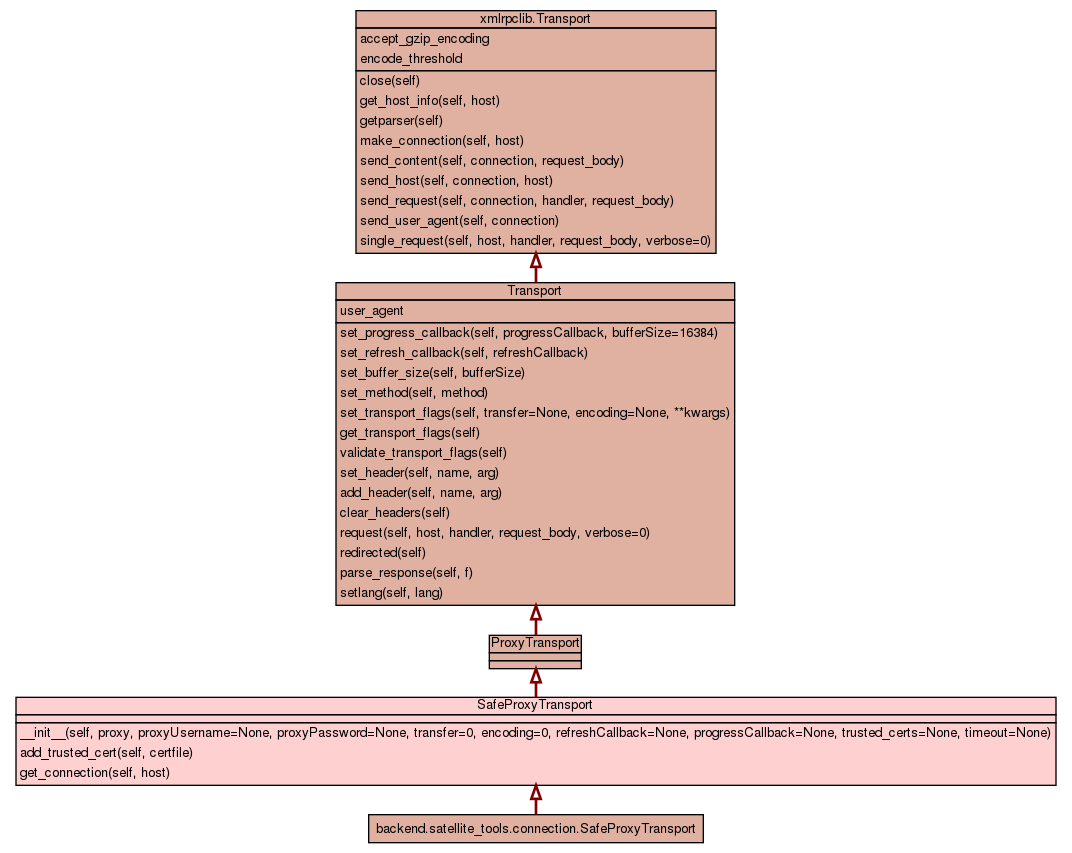 xmlrpclib.Transport
accept_gzip_encoding
encode_threshold
close(self)
get_host_info(self, host)
getparser(self)
make_connection(self, host)
send_content(self, connection, request_body)
send_host(self, connection, host)
send_request(self, connection, handler, request_body)
send_user_agent(self, connection)
single_request(self, host, handler, request_body, verbose=0)
Transport
user_agent
set_progress_callback(self, progressCallback, bufferSize=16384)
set_refresh_callback(self, refreshCallback)
set_buffer_size(self, bufferSize)
set_method(self, method)
set_transport_flags(self, transfer=None, encoding=None, **kwargs)
get_transport_flags(self)
validate_transport_flags(self)
set_header(self, name, arg)
add_header(self, name, arg)
clear_headers(self)
request(self, host, handler, request_body, verbose=0)
redirected(self)
parse_response(self, f)
setlang(self, lang)
ProxyTransport
SafeProxyTransport
__init__(self, proxy, proxyUsername=None, proxyPassword=None, transfer=0, encoding=0, refreshCallback=None, progressCallback=None, trusted_certs=None, timeout=None)
add_trusted_cert(self, certfile)
get_connection(self, host)
backend.satellite_tools.connection.SafeProxyTransport